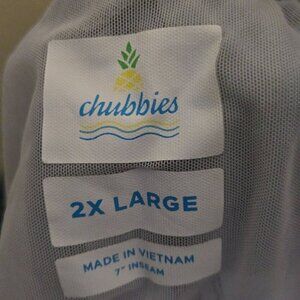 chubbies
2X LARGE
MADE IN VIETNAM
7" INSEAM